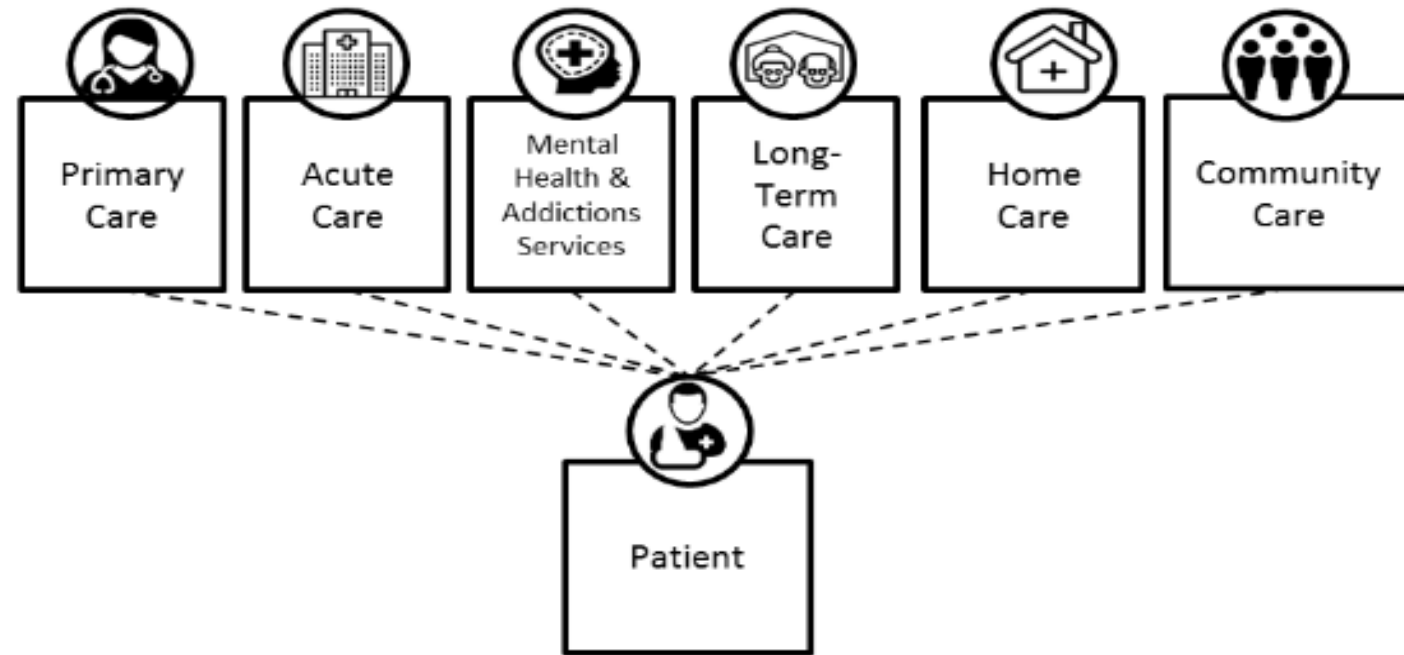 Primary
Care
Acute
Care
Mental
Health &
Addictions
Services
Long-
Term
Care
Home
Care
Community
Care
Patient